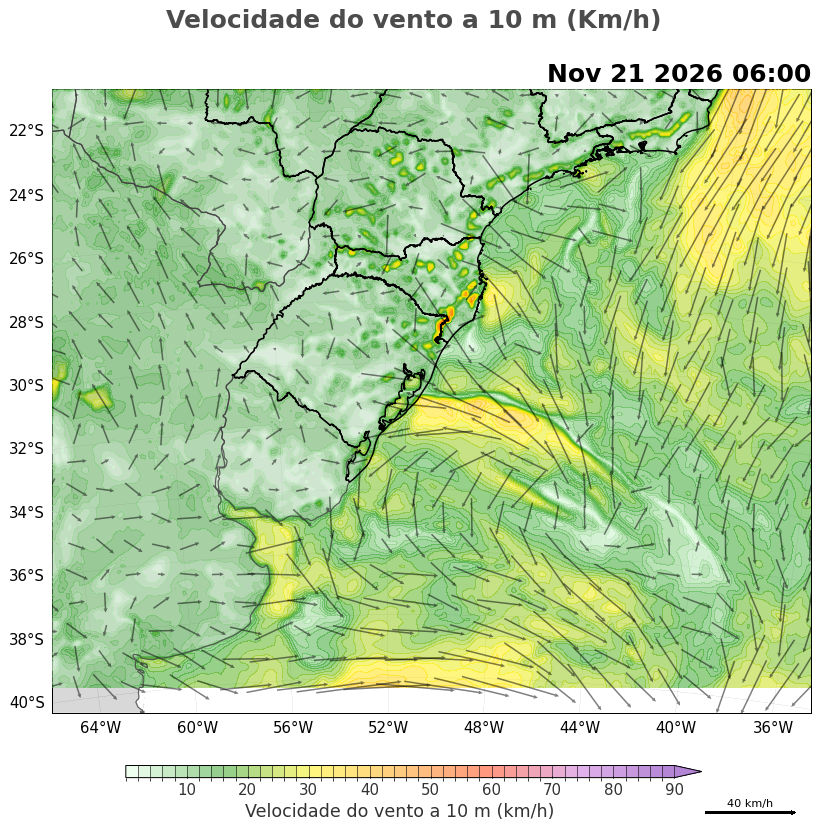 Velocidade do vento a 10 m (Km/h)
Nov 21 2026 06:00
22°S
24°S
26°S
28°S
30°S
32°S
34°S
36°S
38°S
40°S
64°W 60°W 56°W 52°W 48°W 44°W 40°W 36°W
10 20 30 40 50 60 70 80 90
Velocidade do vento a 10 m (km/h)
40 km/h